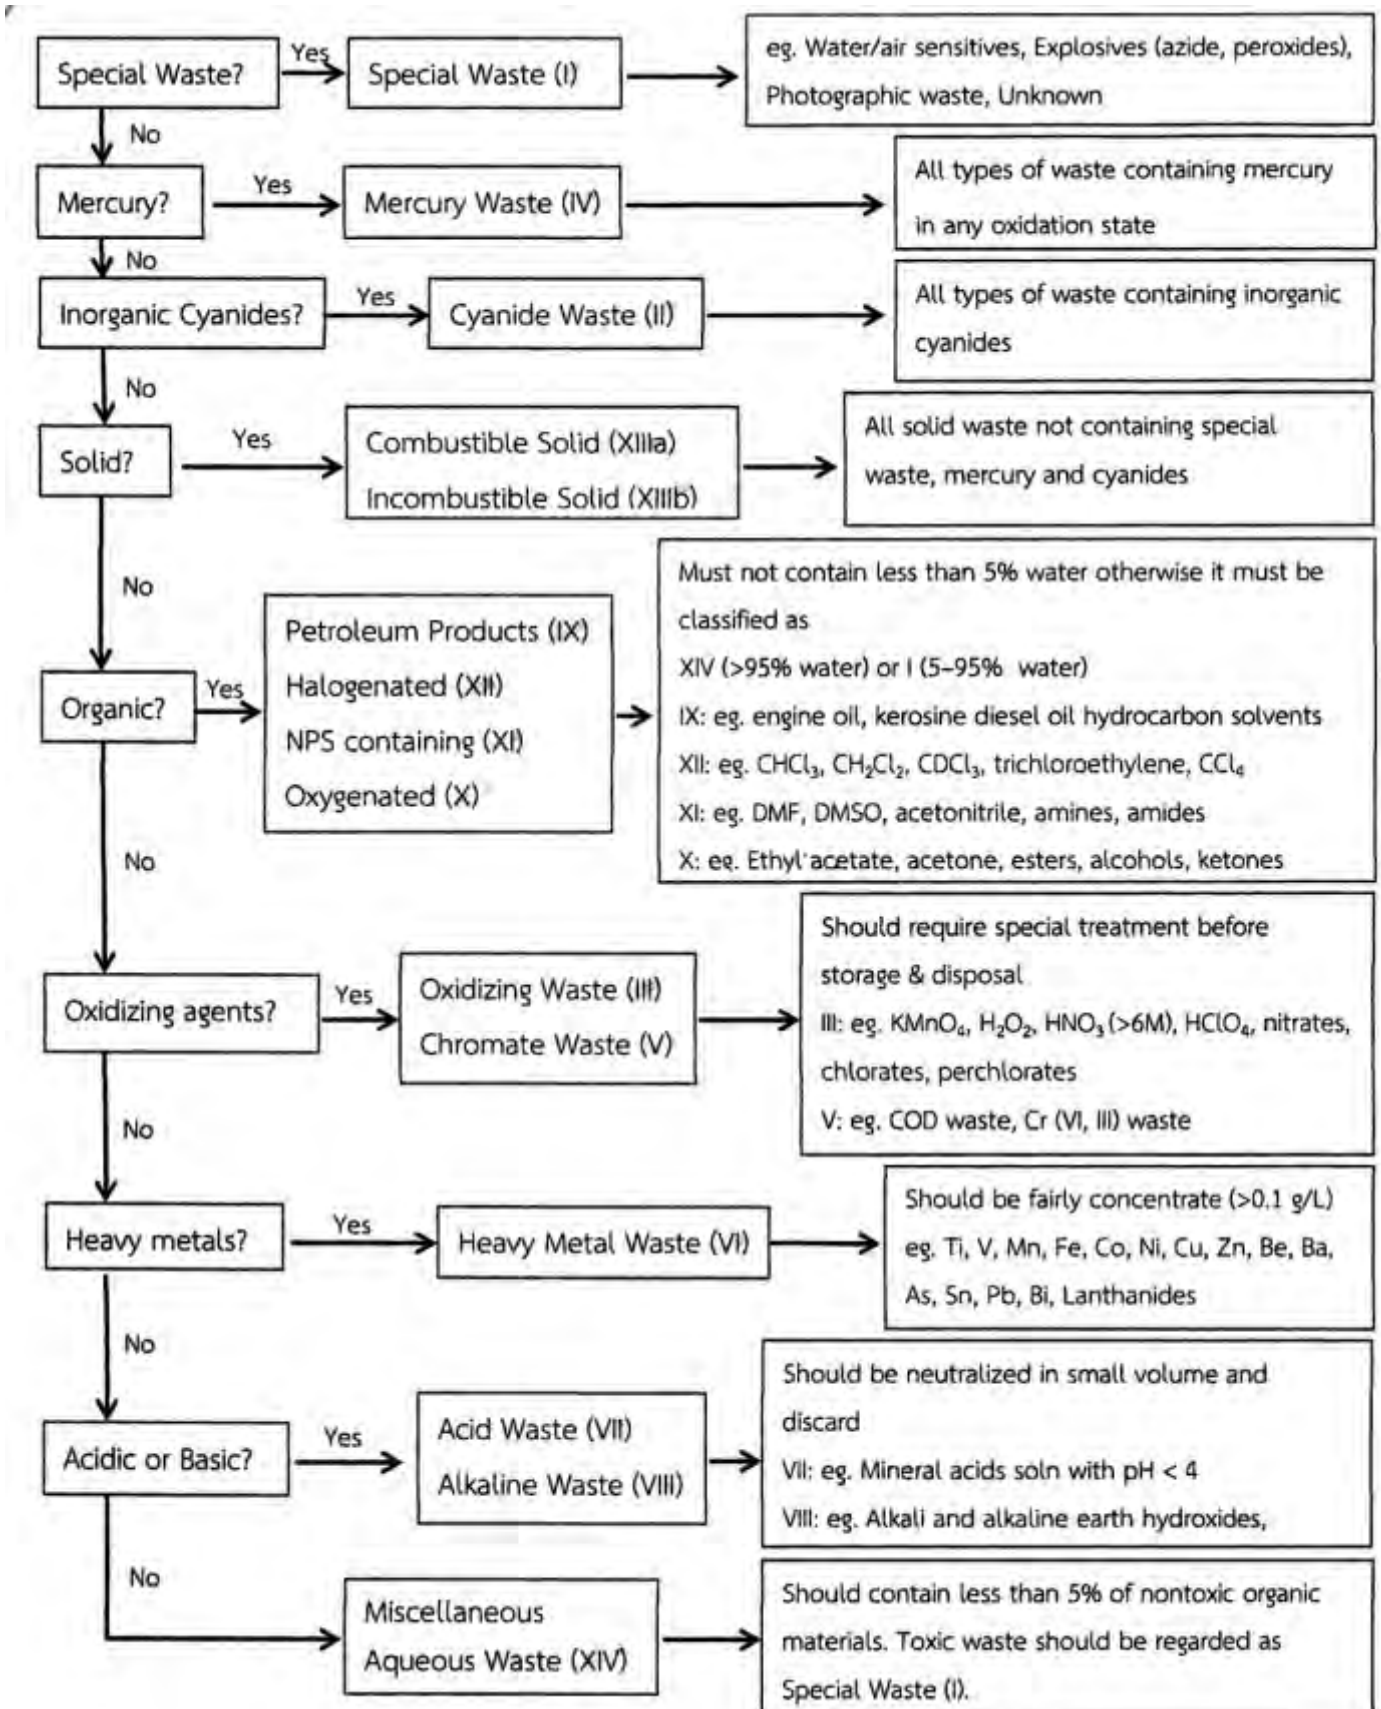 Special Waste?
Yes
Special Waste (I)
eg. Water/air sensitives, Explosives (azide, peroxides),
Photographic waste, Unknown
No
Mercury?
Yes
Mercury Waste (IV)
All types of waste containing mercury
in any oxidation state
No
Inorganic Cyanides?
Yes
Cyanide Waste (II)
All types of waste containing inorganic
cyanides
No
Solid?
Yes
Combustible Solid (XIIIa)
Incombustible Solid (XIIIb)
All solid waste not containing special
waste, mercury and cyanides
No
Organic?
Yes
Petroleum Products (IX)
Halogenated (XII)
NPS containing (XI)
Oxygenated (X)
Must not contain less than 5% water otherwise it must be
classified as
XIV (>95% water) or I (5–95% water)
IX: eg. engine oil, kerosine diesel oil hydrocarbon solvents
XII: eg. CHCl₃, CH₂Cl₂, CDCl₃, trichloroethylene, CCl₄
XI: eg. DMF, DMSO, acetonitrile, amines, amides
X: eg. Ethyl acetate, acetone, esters, alcohols, ketones
No
Oxidizing agents?
Yes
Oxidizing Waste (III)
Chromate Waste (V)
Should require special treatment before
storage & disposal
III: eg. KMnO₄, H₂O₂, HNO₃ (>6M), HClO₄, nitrates,
chlorates, perchlorates
V: eg. COD waste, Cr (VI, III) waste
No
Heavy metals?
Yes
Heavy Metal Waste (VI)
Should be fairly concentrate (>0.1 g/L)
eg. Ti, V, Mn, Fe, Co, Ni, Cu, Zn, Be, Ba,
As, Sn, Pb, Bi, Lanthanides
No
Acidic or Basic?
Yes
Acid Waste (VII)
Alkaline Waste (VIII)
Should be neutralized in small volume and
discard
VII: eg. Mineral acids soln with pH < 4
VIII: eg. Alkali and alkaline earth hydroxides,
No
Miscellaneous
Aqueous Waste (XIV)
Should contain less than 5% of nontoxic organic
materials. Toxic waste should be regarded as
Special Waste (I).